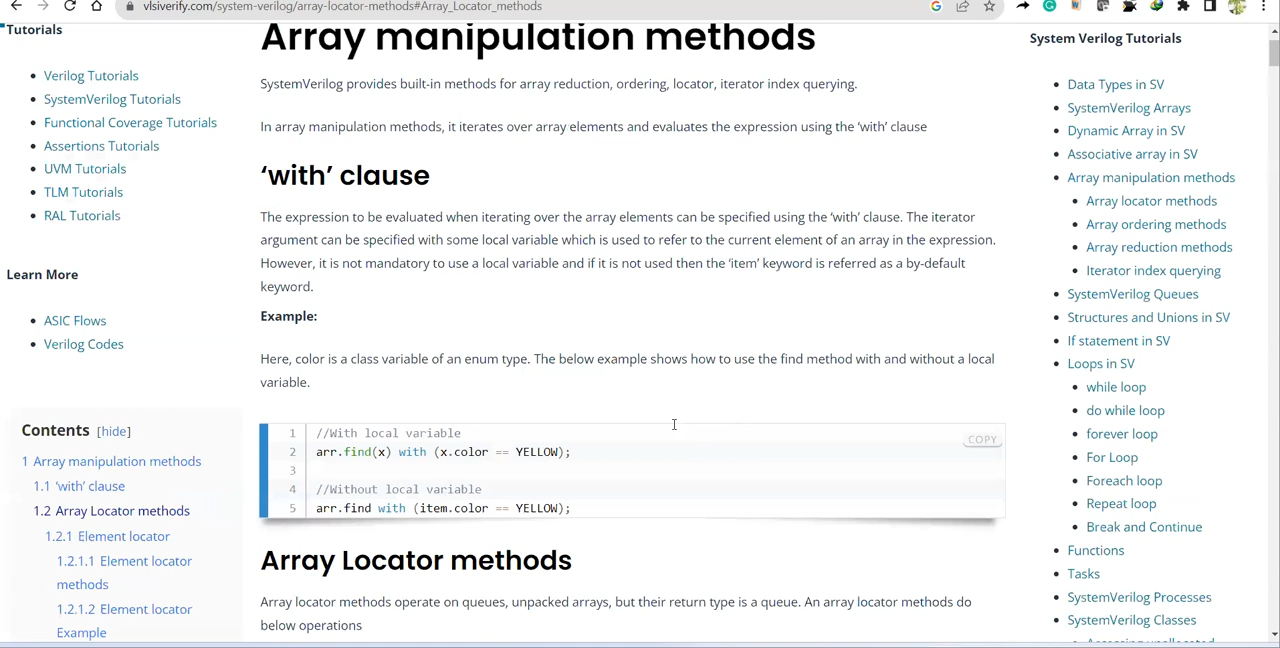 vlsiverify.com/system-verilog/array-locator-methods#Array_Locator_methods
Tutorials
Verilog Tutorials
SystemVerilog Tutorials
Functional Coverage Tutorials
Assertions Tutorials
UVM Tutorials
TLM Tutorials
RAL Tutorials
Learn More
ASIC Flows
Verilog Codes
Contents [hide]
1 Array manipulation methods
1.1 ‘with’ clause
1.2 Array Locator methods
1.2.1 Element locator
1.2.1.1 Element locator
methods
1.2.1.2 Element locator
Example
Array manipulation methods
SystemVerilog provides built-in methods for array reduction, ordering, locator, iterator index querying.
In array manipulation methods, it iterates over array elements and evaluates the expression using the ‘with’ clause
‘with’ clause
The expression to be evaluated when iterating over the array elements can be specified using the ‘with’ clause. The iterator
argument can be specified with some local variable which is used to refer to the current element of an array in the expression.
However, it is not mandatory to use a local variable and if it is not used then the ‘item’ keyword is referred as a by-default
keyword.
Example:
Here, color is a class variable of an enum type. The below example shows how to use the find method with and without a local
variable.
COPY
1 //With local variable
2 arr.find(x) with (x.color == YELLOW);
3
4 //Without local variable
5 arr.find with (item.color == YELLOW);
Array Locator methods
Array locator methods operate on queues, unpacked arrays, but their return type is a queue. An array locator methods do
below operations
System Verilog Tutorials
Data Types in SV
SystemVerilog Arrays
Dynamic Array in SV
Associative array in SV
Array manipulation methods
Array locator methods
Array ordering methods
Array reduction methods
Iterator index querying
SystemVerilog Queues
Structures and Unions in SV
If statement in SV
Loops in SV
while loop
do while loop
forever loop
For Loop
Foreach loop
Repeat loop
Break and Continue
Functions
Tasks
SystemVerilog Processes
SystemVerilog Classes